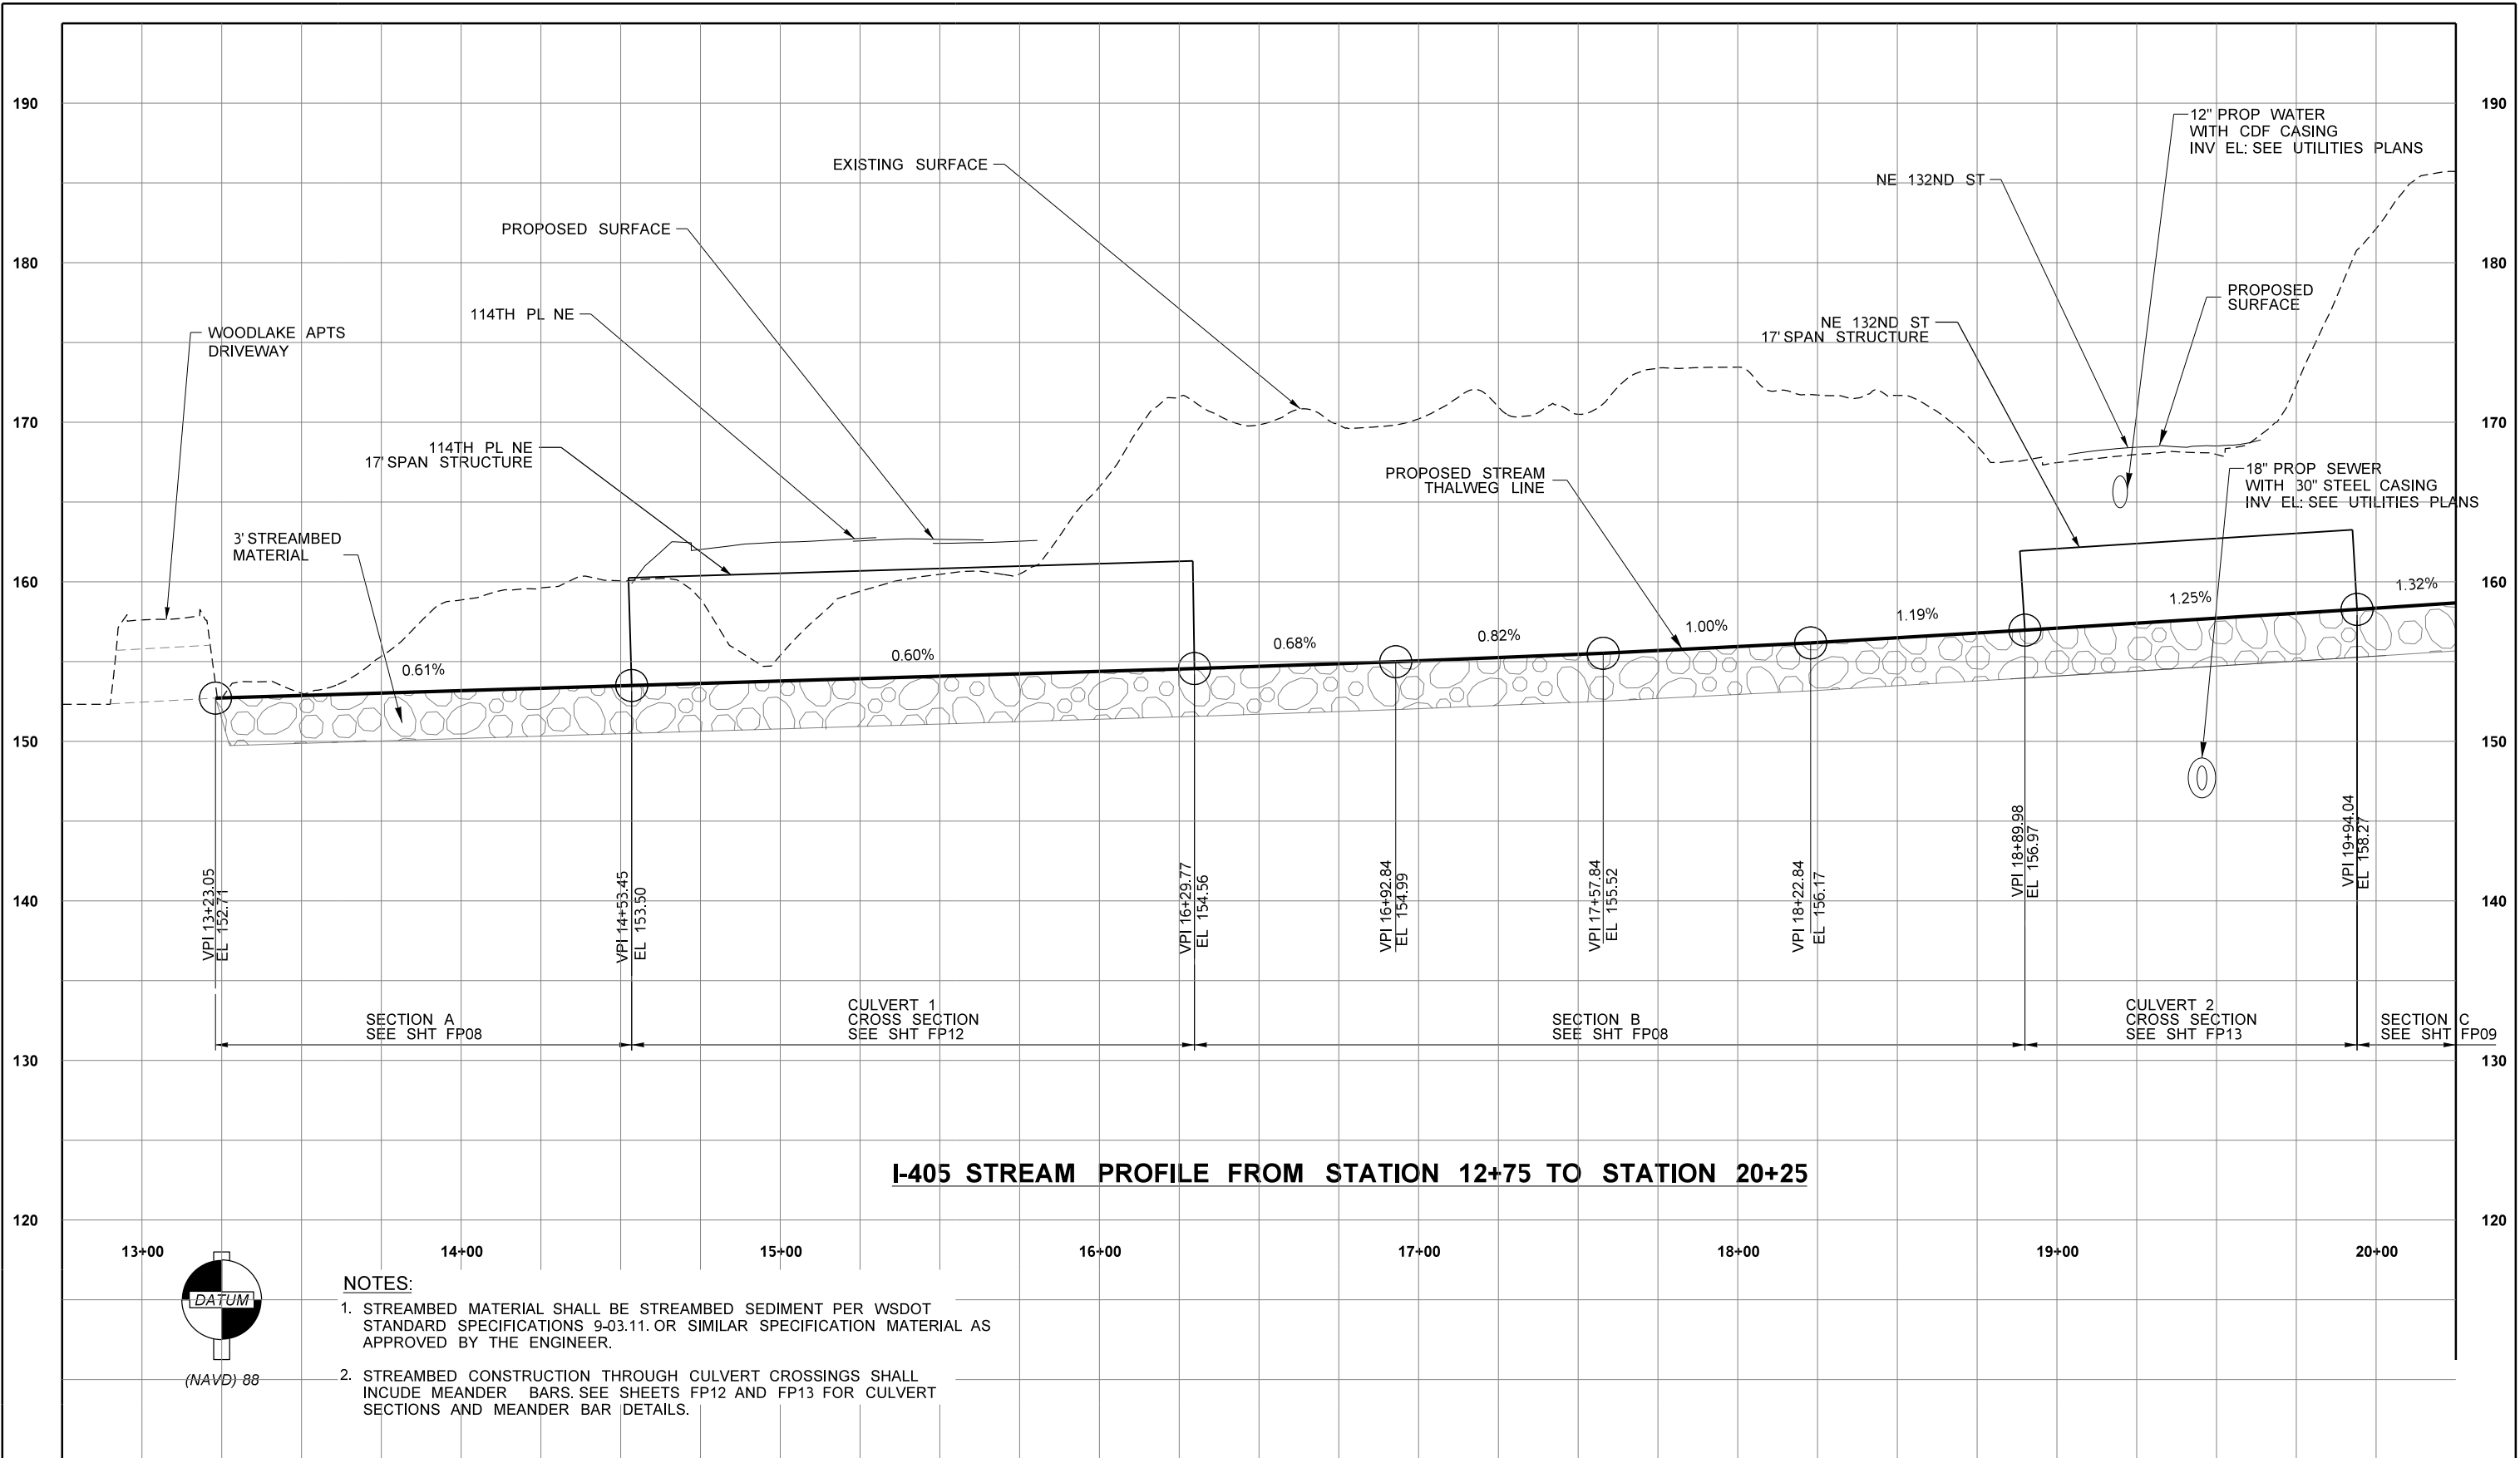 190
190
12" PROP WATER
WITH CDF CASING
INV EL: SEE UTILITIES PLANS
EXISTING SURFACE
NE 132ND ST
PROPOSED SURFACE
180
180
PROPOSED
SURFACE
114TH PL NE
WOODLAKE APTS
DRIVEWAY
NE 132ND ST
17' SPAN STRUCTURE
170
170
114TH PL NE
17' SPAN STRUCTURE
PROPOSED STREAM
THALWEG LINE
18" PROP SEWER
WITH 30" STEEL CASING
INV EL: SEE UTILITIES PLANS
3' STREAMBED
MATERIAL
160
160
0.61%
0.60%
0.68%
0.82%
1.00%
1.19%
1.25%
1.32%
150
150
VPI 13+23.05
EL 152.71
VPI 14+53.45
EL 153.50
VPI 16+29.77
EL 154.56
VPI 16+92.84
EL 154.99
VPI 17+57.84
EL 155.52
VPI 18+22.84
EL 156.17
VPI 18+89.98
EL 156.97
VPI 19+94.04
EL 158.27
140
140
SECTION A
SEE SHT FP08
CULVERT 1
CROSS SECTION
SEE SHT FP12
SECTION B
SEE SHT FP08
CULVERT 2
CROSS SECTION
SEE SHT FP13
SECTION C
SEE SHT FP09
130
130
I-405 STREAM PROFILE FROM STATION 12+75 TO STATION 20+25
120
120
13+00
14+00
15+00
16+00
17+00
18+00
19+00
20+00
DATUM
(NAVD) 88
NOTES:
1. STREAMBED MATERIAL SHALL BE STREAMBED SEDIMENT PER WSDOT
STANDARD SPECIFICATIONS 9-03.11. OR SIMILAR SPECIFICATION MATERIAL AS
APPROVED BY THE ENGINEER.
2. STREAMBED CONSTRUCTION THROUGH CULVERT CROSSINGS SHALL
INCUDE MEANDER BARS. SEE SHEETS FP12 AND FP13 FOR CULVERT
SECTIONS AND MEANDER BAR DETAILS.